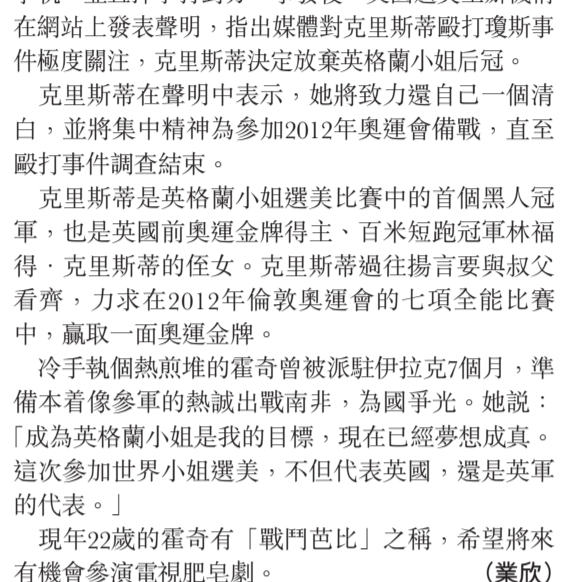 在網站上發表聲明，指出媒體對克里斯蒂毆打瓊斯事
件極度關注，克里斯蒂決定放棄英格蘭小姐后冠。
克里斯蒂在聲明中表示，她將致力還自己一個清
白，並將集中精神為參加2012年奧運會備戰，直至
毆打事件調查結束。
克里斯蒂是英格蘭小姐選美比賽中的首個黑人冠
軍，也是英國前奧運金牌得主、百米短跑冠軍林福
得．克里斯蒂的侄女。克里斯蒂過往揚言要與叔父
看齊，力求在2012年倫敦奧運會的七項全能比賽
中，贏取一面奧運金牌。
冷手執個熱煎堆的霍奇曾被派駐伊拉克7個月，準
備本着像參軍的熱誠出戰南非，為國爭光。她説：
「成為英格蘭小姐是我的目標，現在已經夢想成真。
這次參加世界小姐選美，不但代表英國，還是英軍
的代表。」
現年22歲的霍奇有「戰鬥芭比」之稱，希望將來
有機會參演電視肥皂劇。 （業欣）